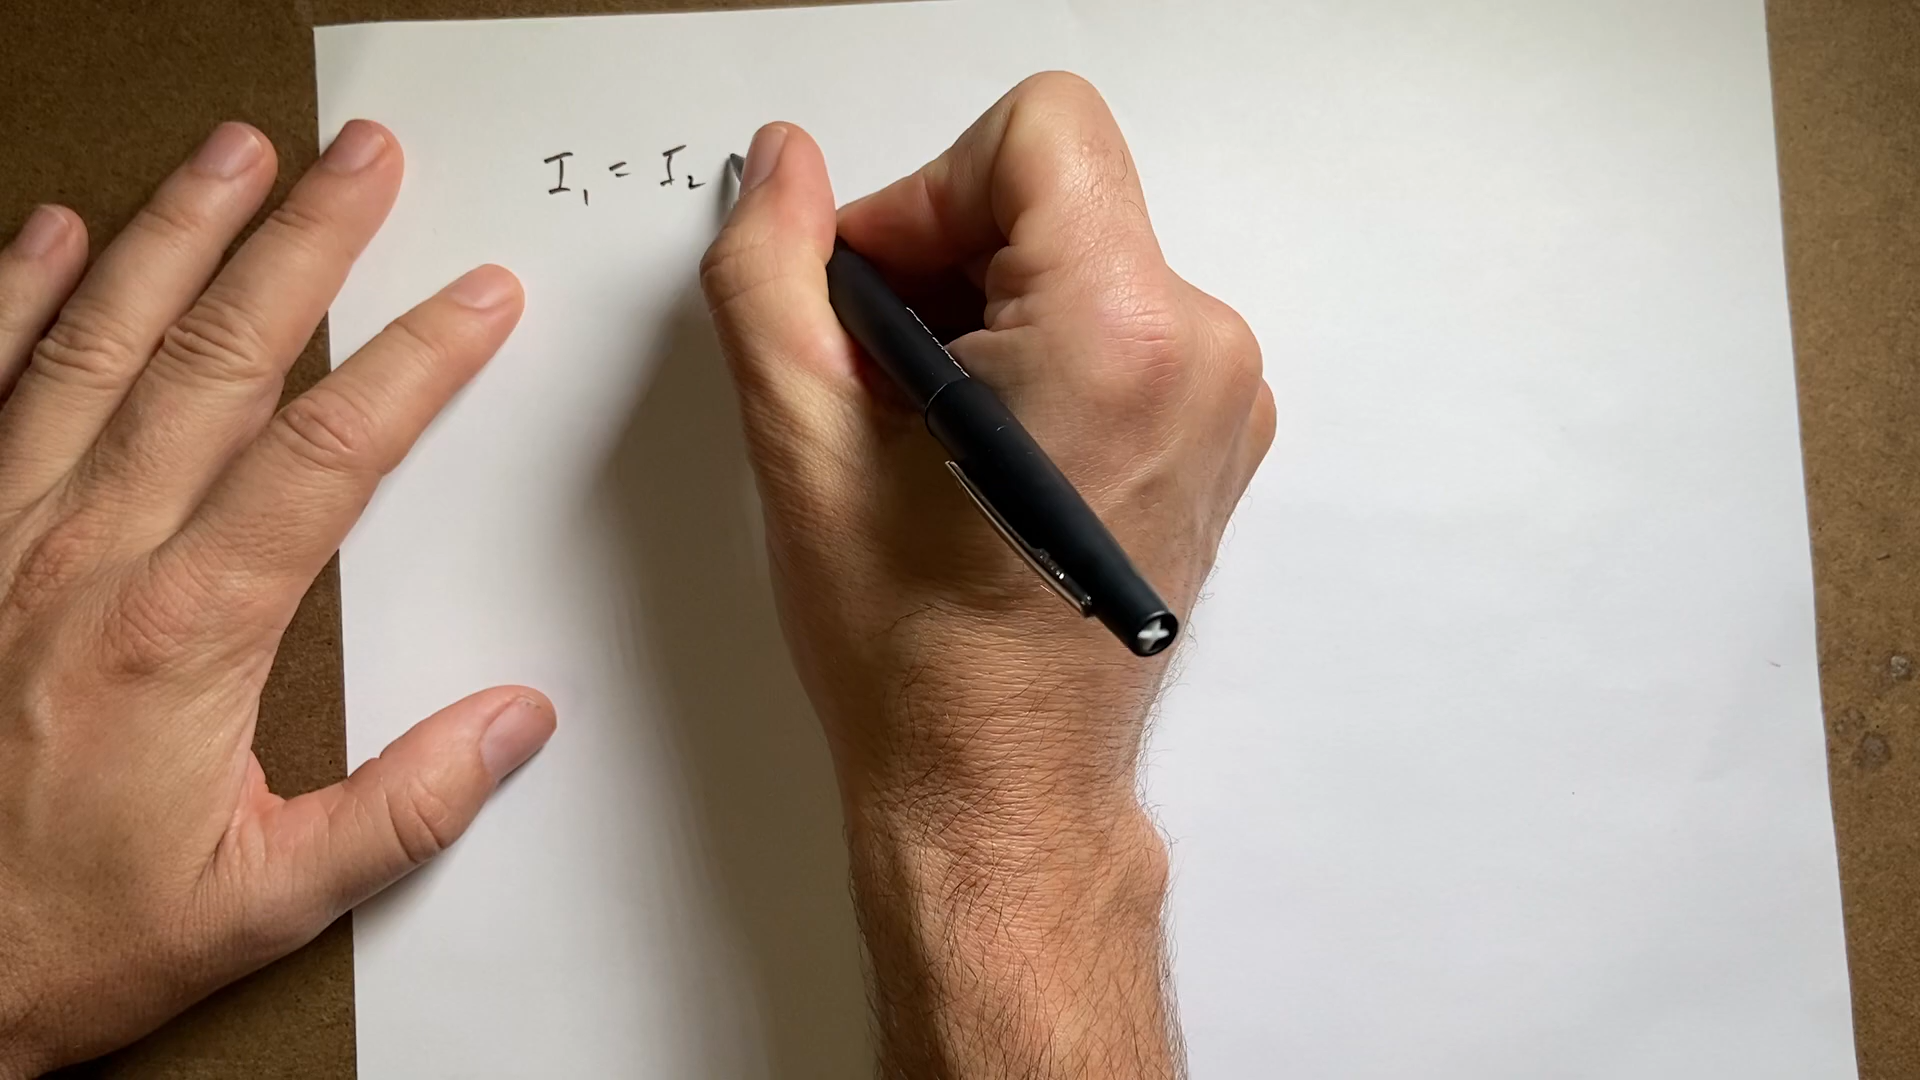 I₁ = I₂